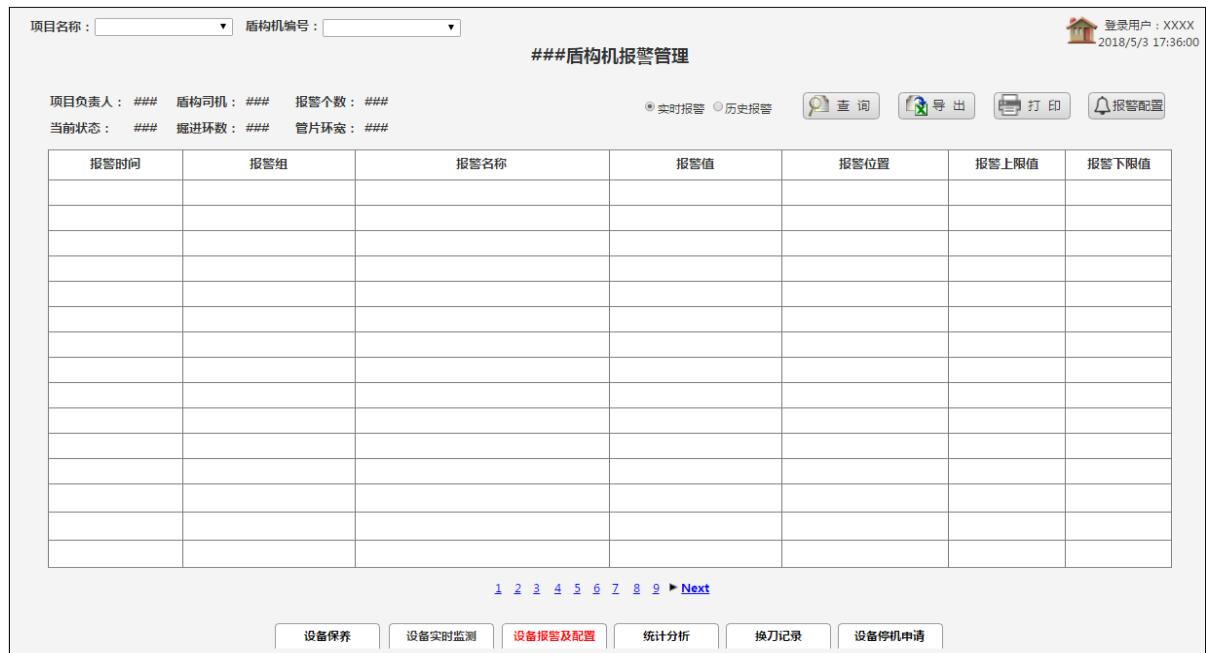 项目名称： 盾构机编号： 登录用户：XXXX
2018/5/3 17:36:00
###盾构机报警管理
项目负责人： ### 盾构司机： ### 报警个数： ###
实时报警 历史报警 查 询 导 出 打 印 报警配置
当前状态： ### 掘进环数： ### 管片环宽： ###
报警时间 报警组 报警名称 报警值 报警位置 报警上限值 报警下限值
1 2 3 4 5 6 7 8 9 Next
设备保养 设备实时监测 设备报警及配置 统计分析 换刀记录 设备停机申请